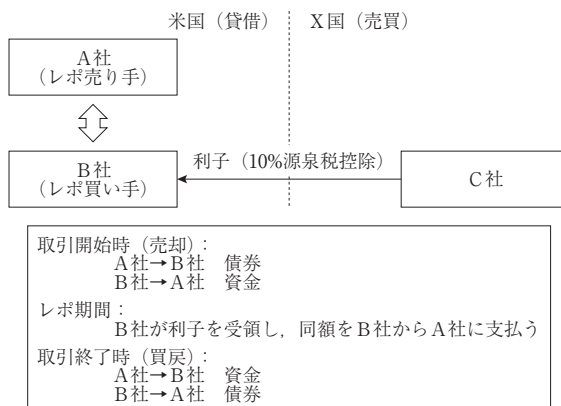 米国（貸借） X国（売買）
A社
（レポ売り手）
B社
（レポ買い手）
利子（10%源泉税控除）
C社
取引開始時（売却）：
A社→B社 債券
B社→A社 資金
レポ期間：
B社が利子を受領し，同額をB社からA社に支払う
取引終了時（買戻）：
A社→B社 資金
B社→A社 債券